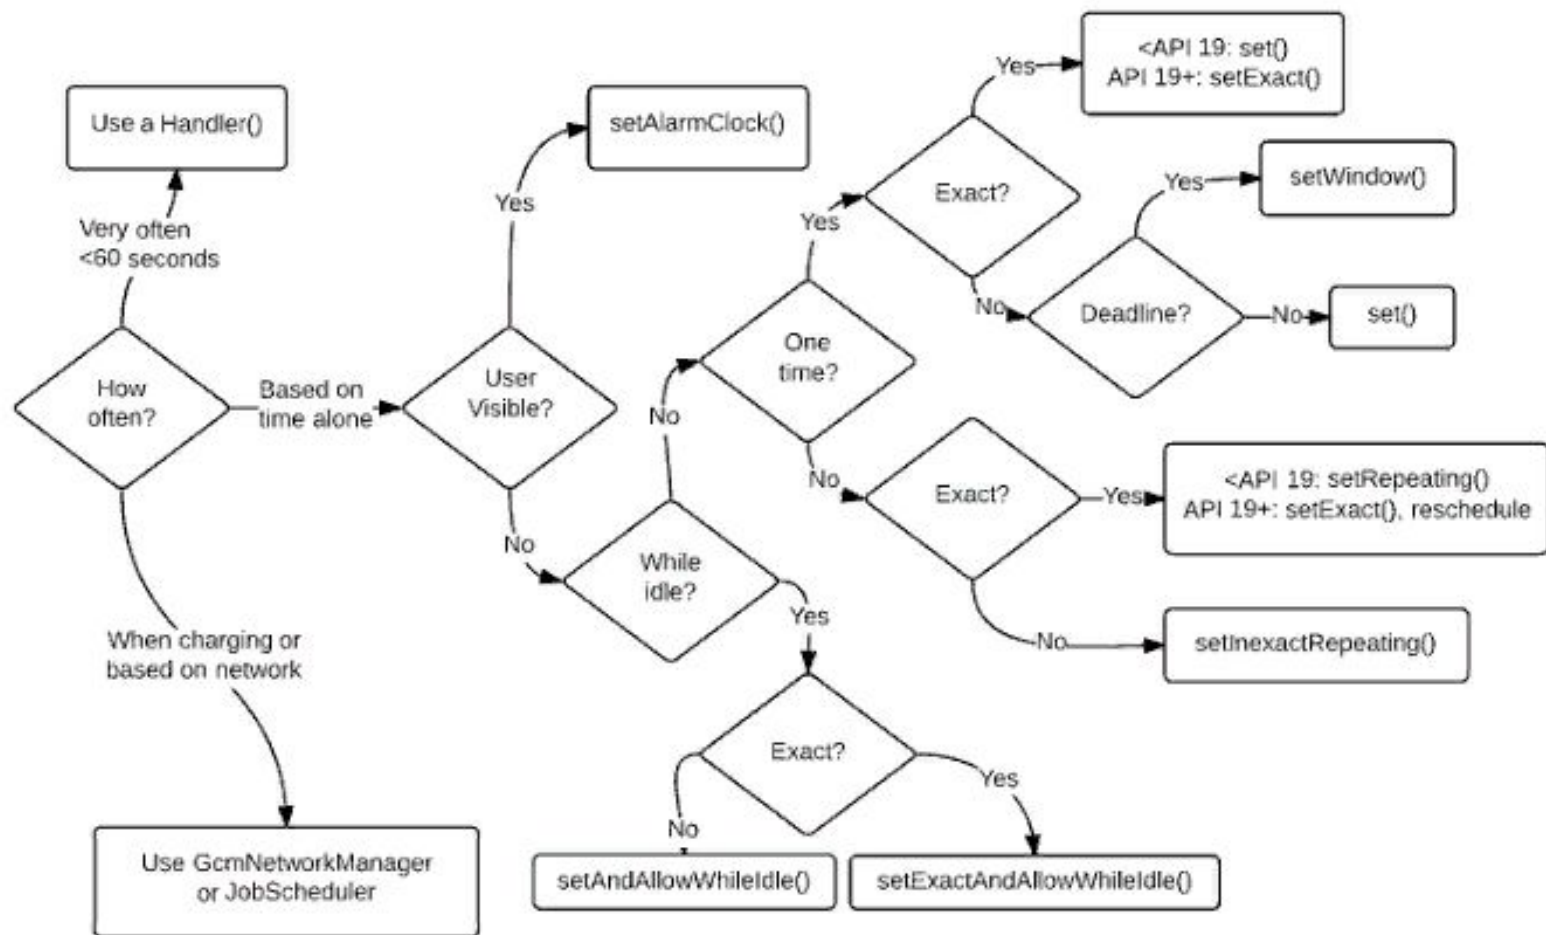 <API 19: set()
API 19+: setExact()
Yes
Use a Handler()
setAlarmClock()
Exact?
Yes
setWindow()
Yes
Yes
Very often
<60 seconds
No
Deadline?
No
set()
How
often?
Based on
time alone
User
Visible?
No
One
time?
No
Exact?
Yes
<API 19: setRepeating()
API 19+: setExact(), reschedule
No
While
idle?
Yes
No
setInexactRepeating()
When charging or
based on network
Exact?
No
Yes
Use GcmNetworkManager
or JobScheduler
setAndAllowWhileIdle()
setExactAndAllowWhileIdle()